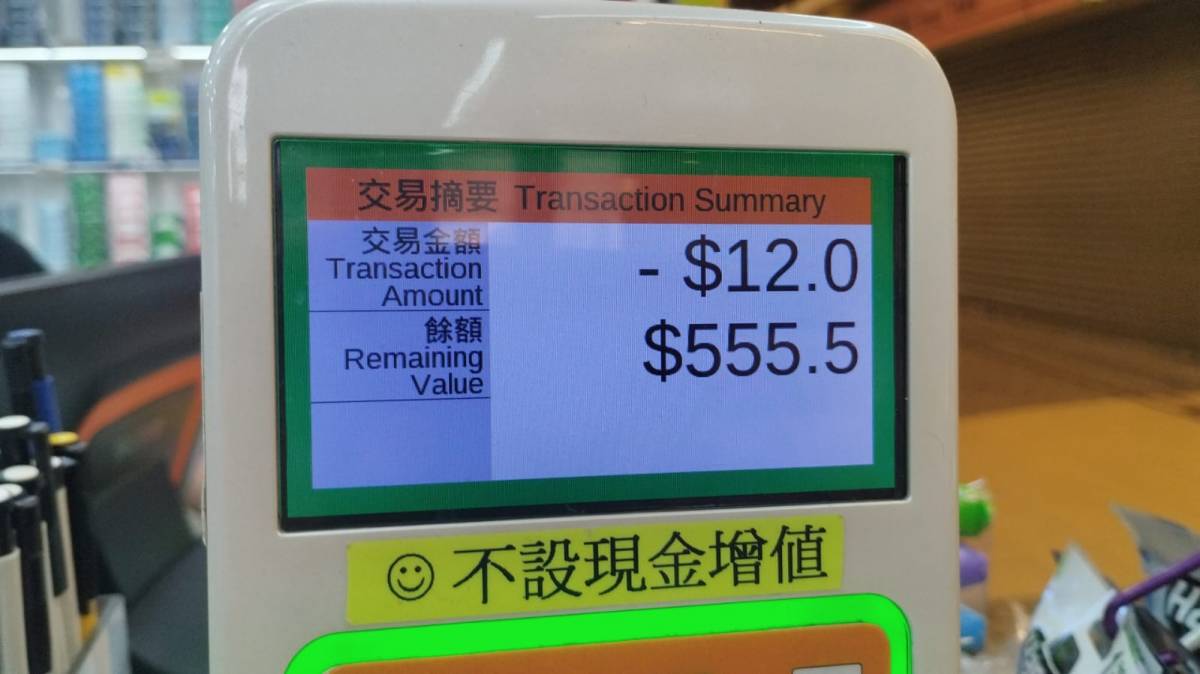 交易摘要 Transaction Summary
交易金額
Transaction
Amount
- $12.0
餘額
Remaining
Value
$555.5
不設現金增值